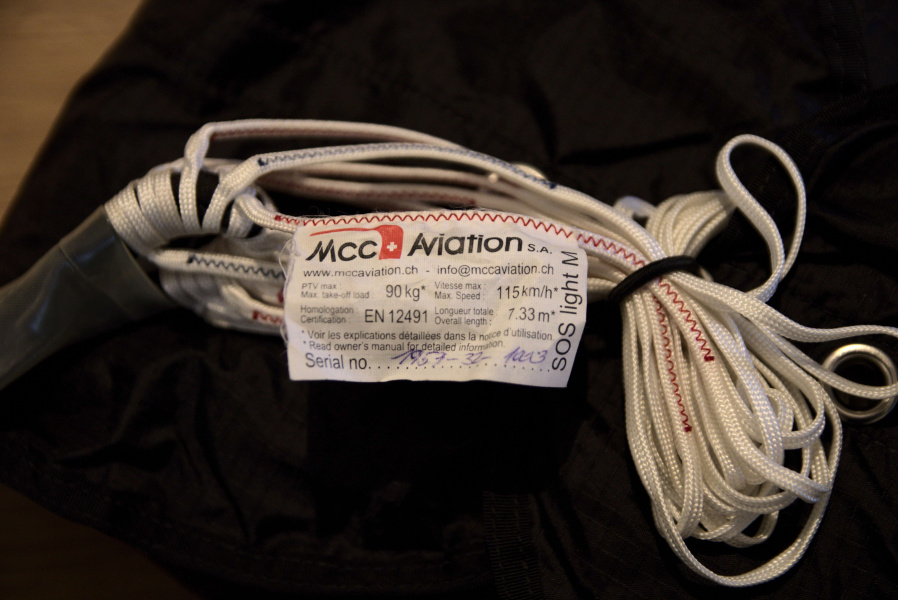 MCC Aviation S.A.
www.mccaviation.ch - info@mccaviation.ch
PTV max : 90 kg* Vitesse max : 115 km/h*
Max. take-off load Max. Speed :
Homologation EN 12491 Longueur totale 7.33 m*
Certification : Overall length :
* Voir les explications détaillées dans la notice d'utilisation
* Read owner's manual for detailed information.
Serial no.
SOS light M